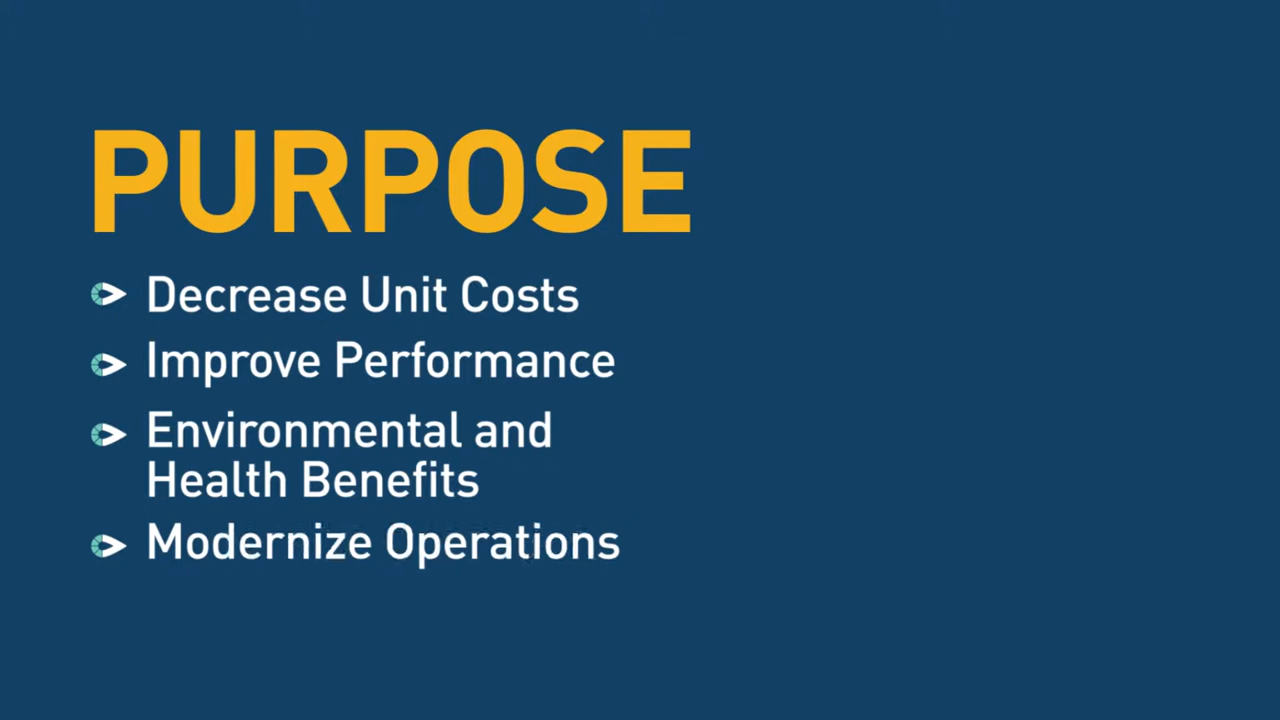 PURPOSE
Decrease Unit Costs
Improve Performance
Environmental and
Health Benefits
Modernize Operations